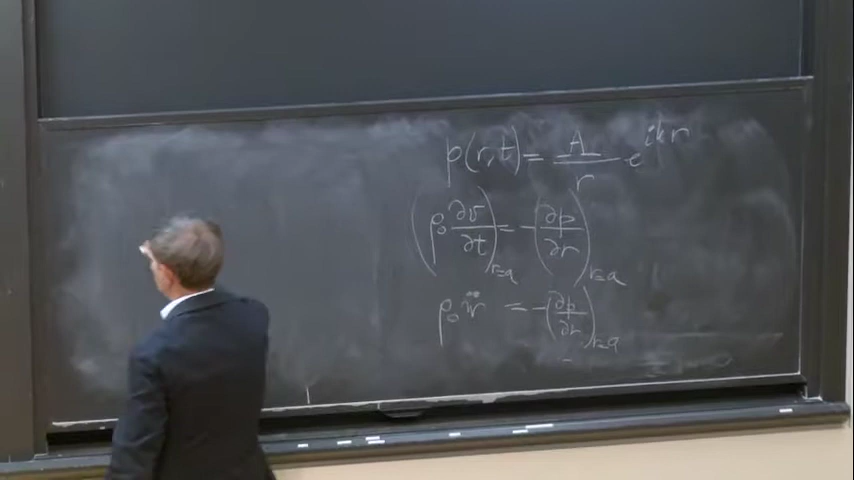 p(r,t) = A/r e^{ikr}
(ρ₀ ∂v/∂t)_{r=a} = -(∂p/∂r)_{r=a}
ρ₀ ẅ = -(∂p/∂r)_{r=a}